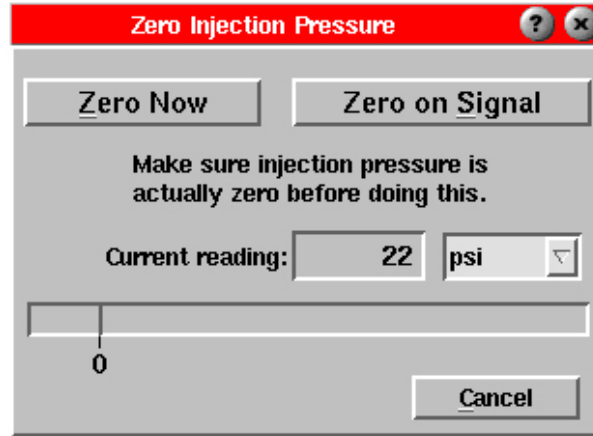 Zero Injection Pressure ? x
Zero Now Zero on Signal
Make sure injection pressure is
actually zero before doing this.
Current reading: 22 psi
0
Cancel